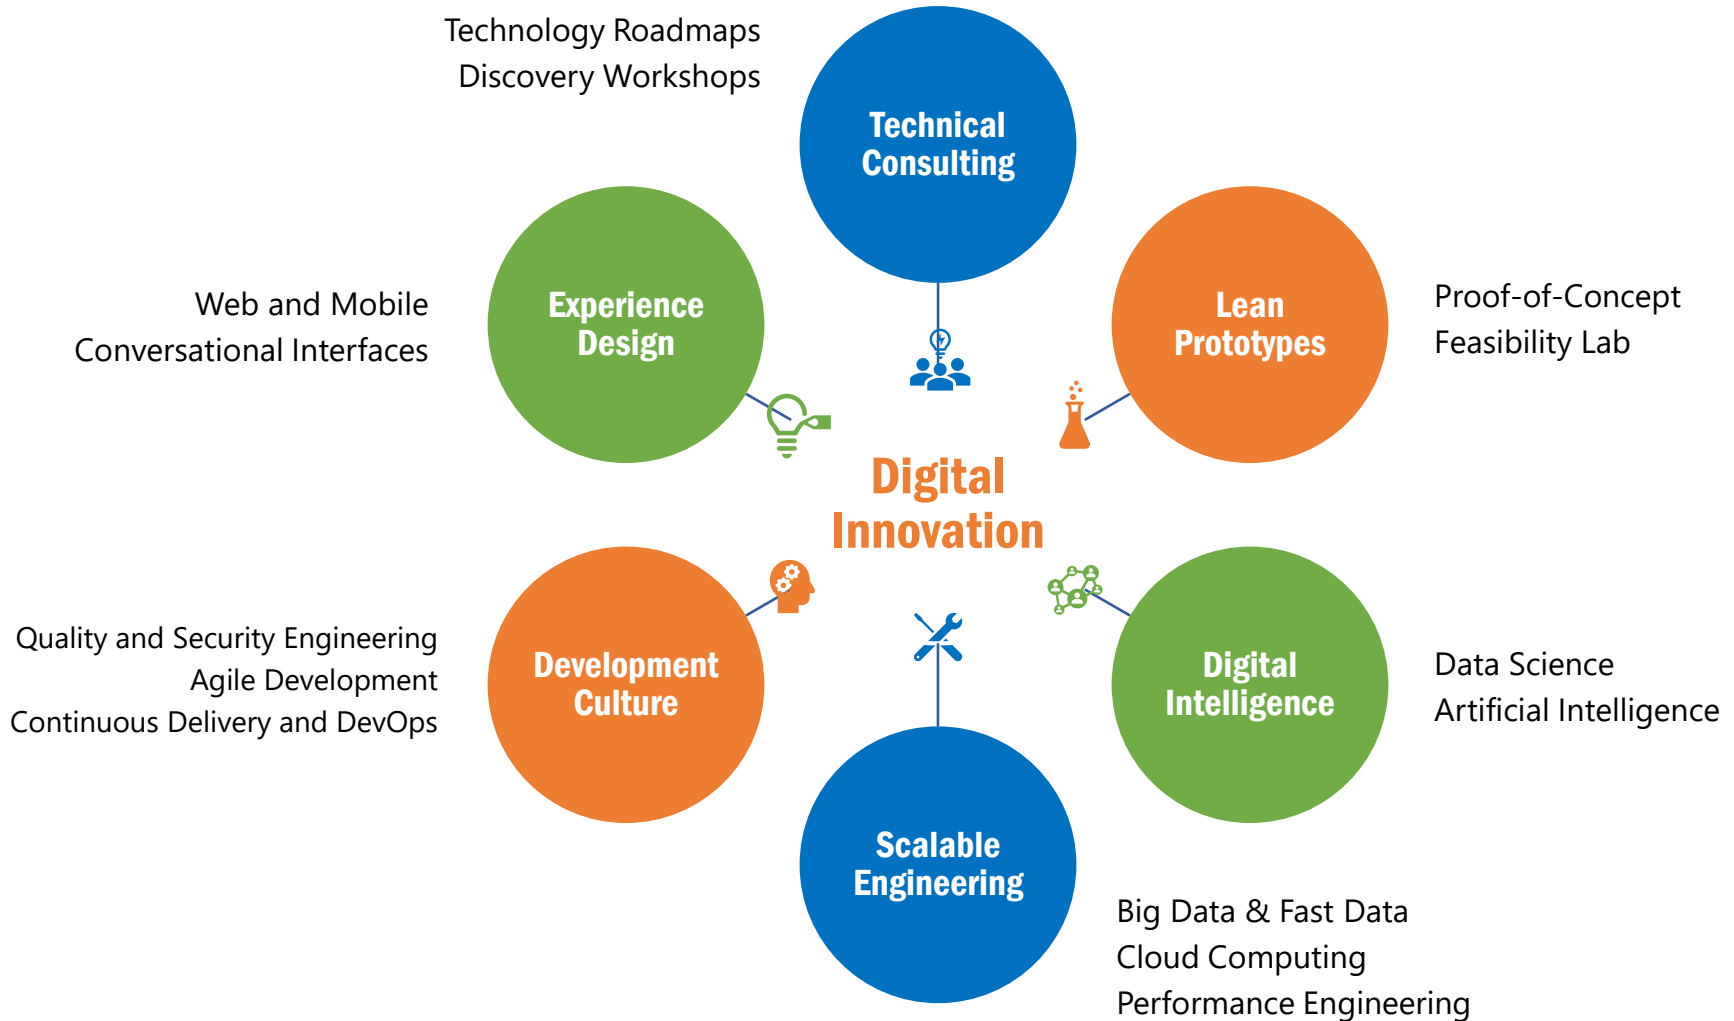 Technology Roadmaps
Discovery Workshops
Technical
Consulting
Experience
Design
Web and Mobile
Conversational Interfaces
Lean
Prototypes
Proof-of-Concept
Feasibility Lab
Digital
Innovation
Development
Culture
Quality and Security Engineering
Agile Development
Continuous Delivery and DevOps
Digital
Intelligence
Data Science
Artificial Intelligence
Scalable
Engineering
Big Data & Fast Data
Cloud Computing
Performance Engineering